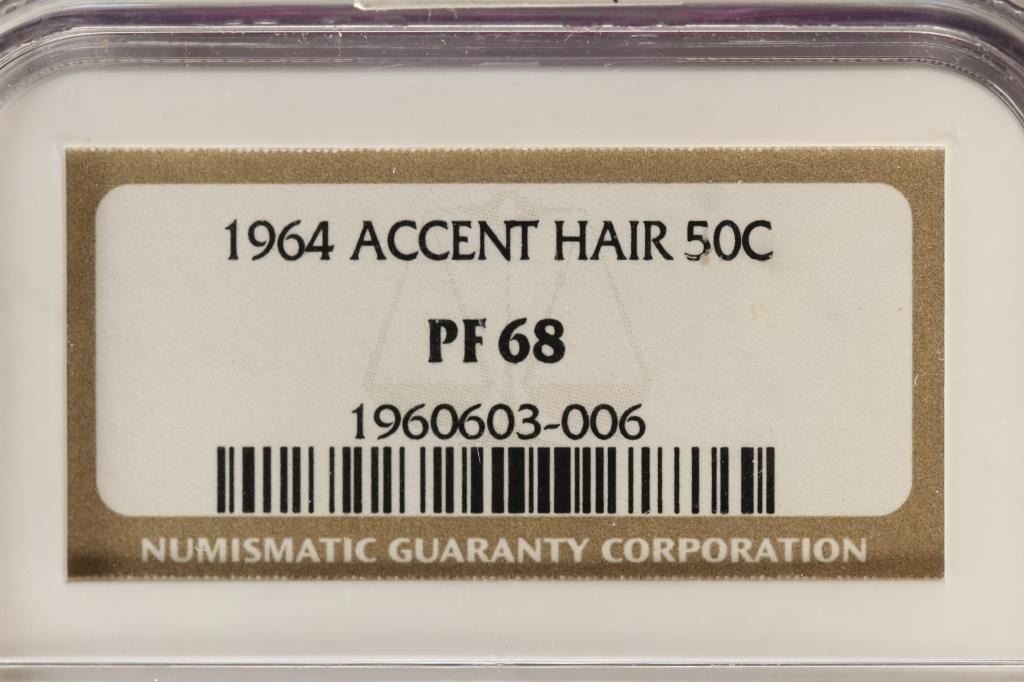 1964 ACCENT HAIR 50C
PF 68
1960603-006
NUMISMATIC GUARANTY CORPORATION